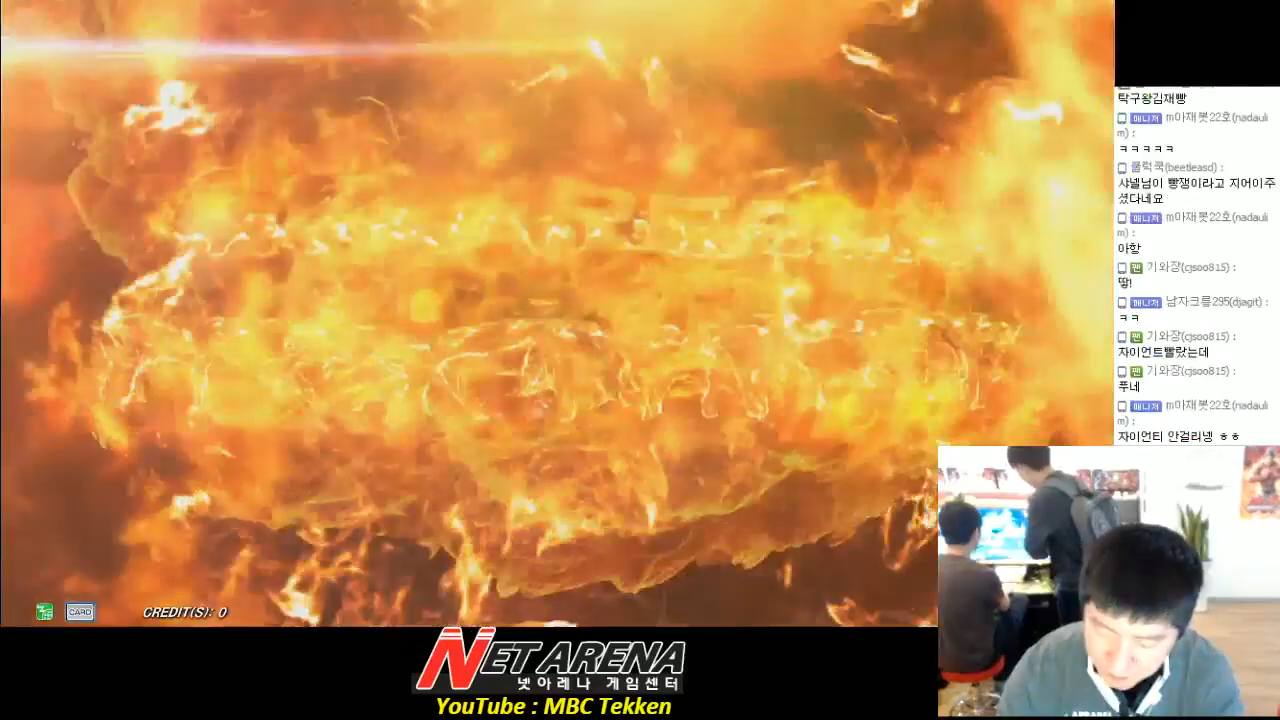 탁구왕김재빵
매니저 m아재봇22호(nadauli
m) :
ㅋㅋㅋㅋㅋ
쿨럭쿡(beetleasd) :
샤넬님이 빵쟁이라고 지어이주
셨다네요
매니저 m아재봇22호(nadauli
m) :
아항
팬 기와장(cjsoo815) :
땋!
매니저 남자크릉295(djagit) :
ㅋㅋ
팬 기와장(cjsoo815) :
자이언트빨랐는데
팬 기와장(cjsoo815) :
푸네
매니저 m아재봇22호(nadauli
m) :
자이언티 안걸리넹 ㅎㅎ
CARD CREDIT(S): 0
NET ARENA
넷아레나 게임센터
YouTube : MBC Tekken